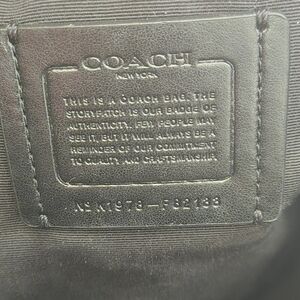 COACH
NEW YORK
THIS IS A COACH BAG. THE
STORYPATCH IS OUR BADGE OF
AUTHENTICITY. FEW PEOPLE MAY
SEE IT, BUT IT WILL ALWAYS BE A
REMINDER OF OUR COMMITMENT
TO QUALITY AND CRAFTSMANSHIP.
No K1978-F82183